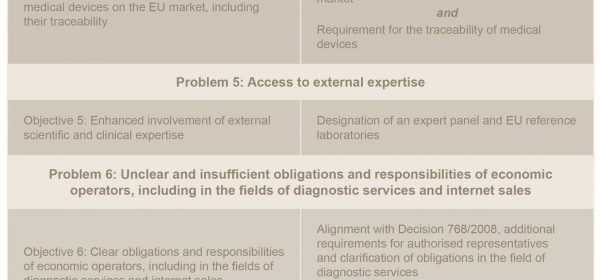 medical devices on the EU market, including
their traceability
market
and
Requirement for the traceability of medical
devices
Problem 5: Access to external expertise
Objective 5: Enhanced involvement of external
scientific and clinical expertise
Designation of an expert panel and EU reference
laboratories
Problem 6: Unclear and insufficient obligations and responsibilities of economic
operators, including in the fields of diagnostic services and internet sales
Objective 6: Clear obligations and responsibilities
of economic operators, including in the fields of
diagnostic services and internet sales
Alignment with Decision 768/2008, additional
requirements for authorised representatives
and clarification of obligations in the field of
diagnostic services